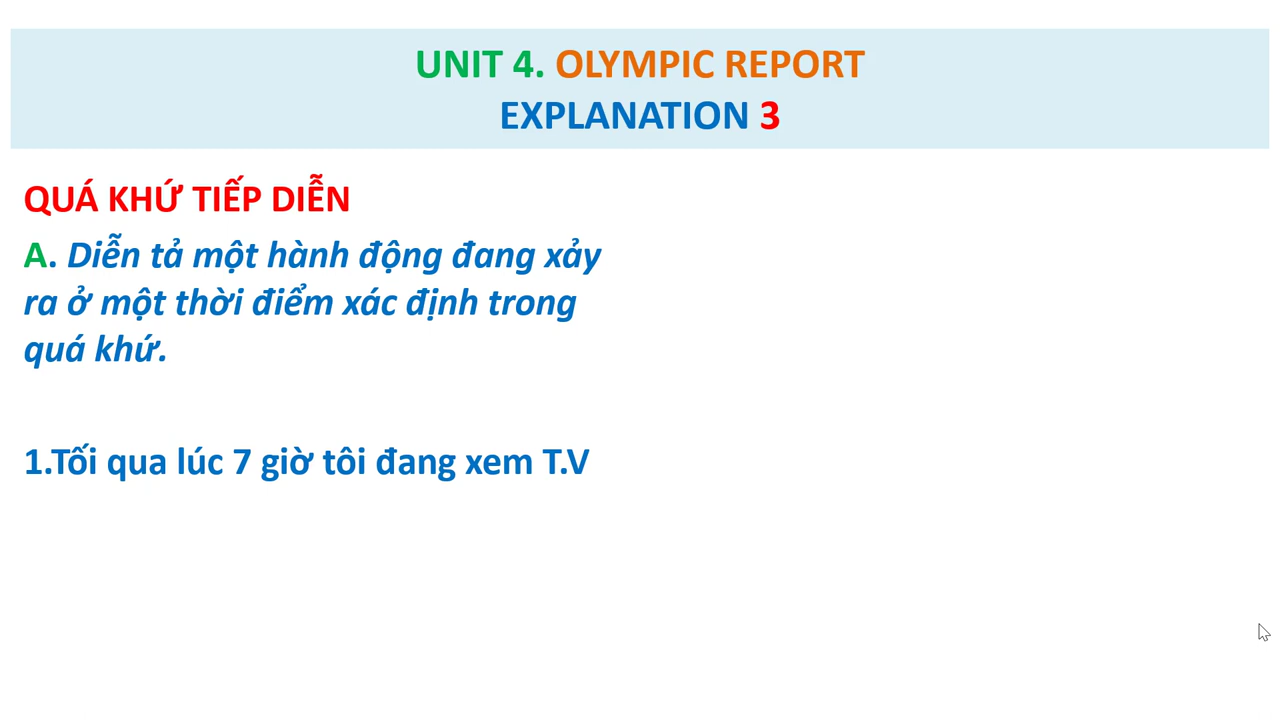 UNIT 4. OLYMPIC REPORT
EXPLANATION 3
QUÁ KHỨ TIẾP DIỄN
A. Diễn tả một hành động đang xảy
ra ở một thời điểm xác định trong
quá khứ.
1.Tối qua lúc 7 giờ tôi đang xem T.V